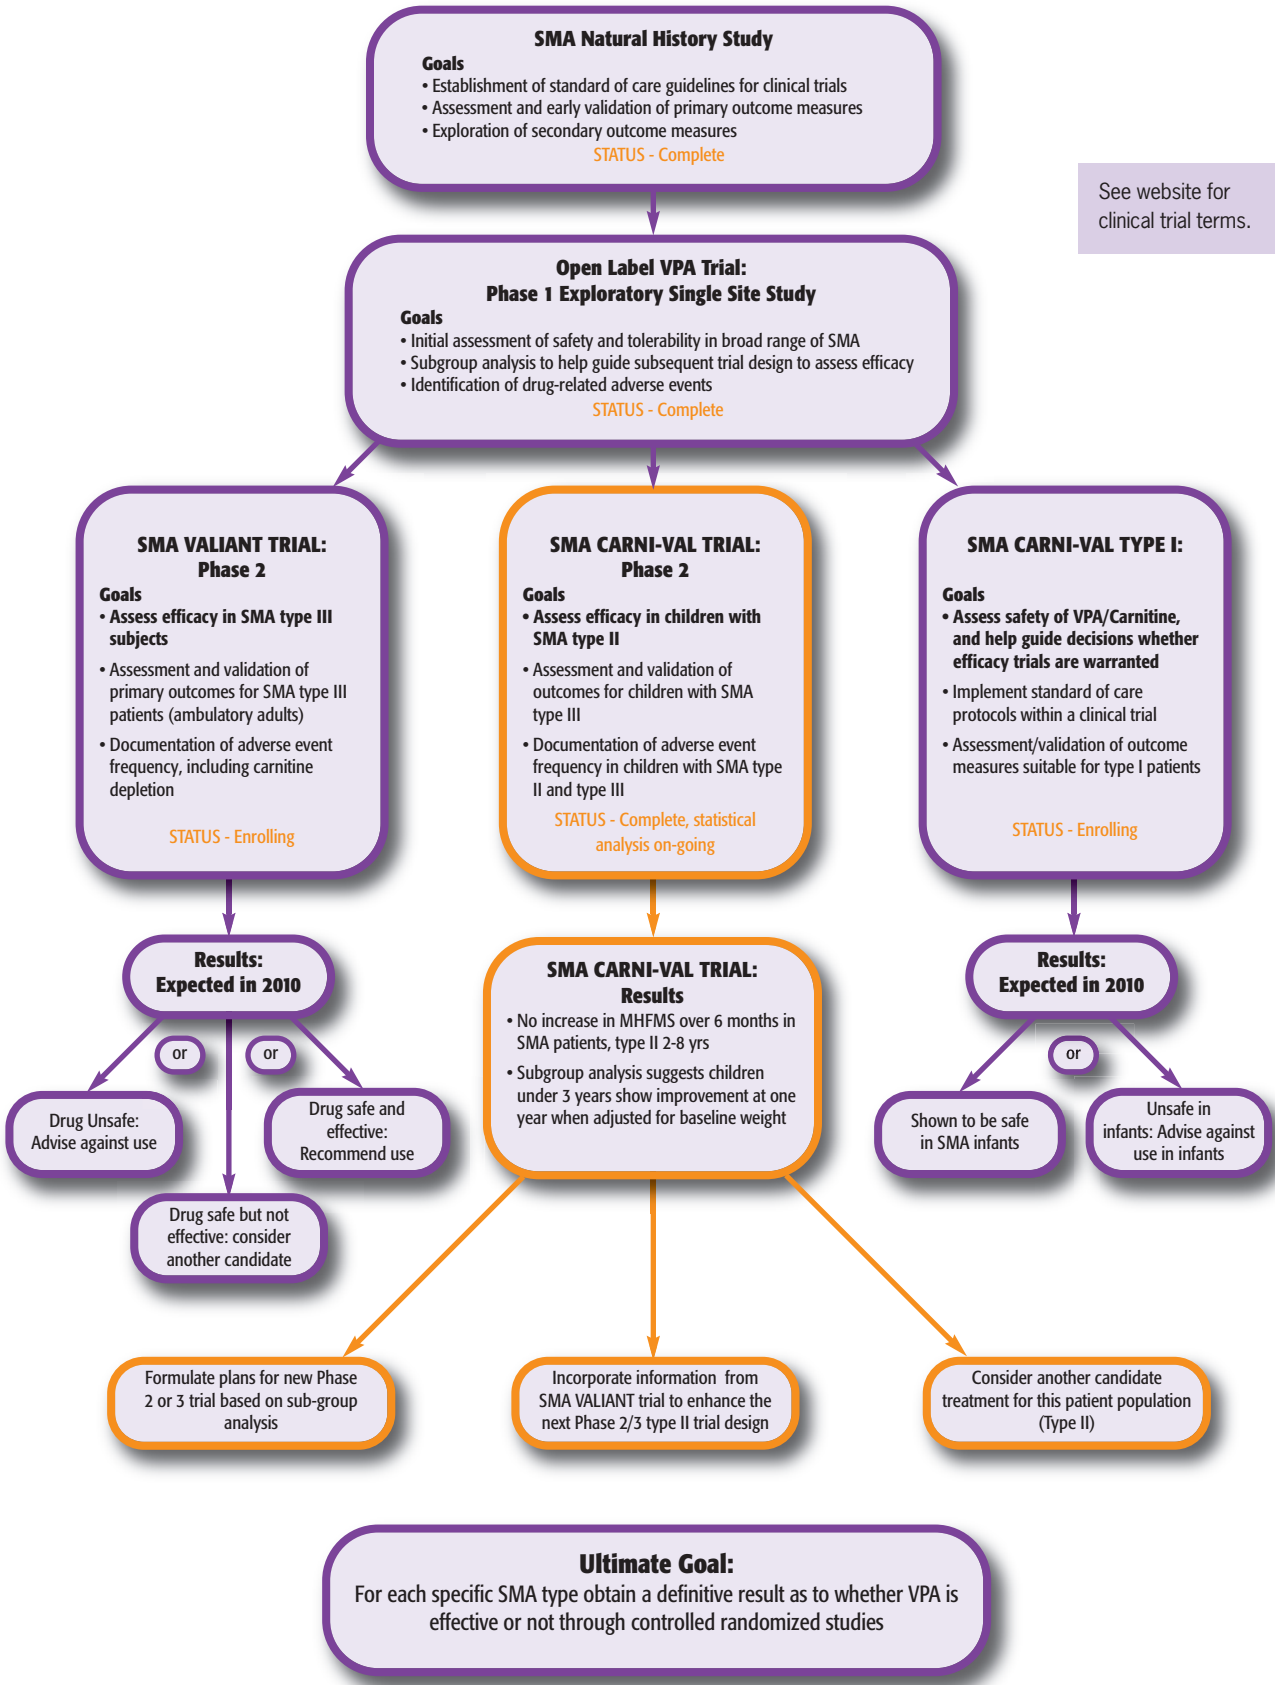 SMA Natural History Study
Goals
• Establishment of standard of care guidelines for clinical trials
• Assessment and early validation of primary outcome measures
• Exploration of secondary outcome measures
STATUS - Complete
See website for
clinical trial terms.
Open Label VPA Trial:
Phase 1 Exploratory Single Site Study
Goals
• Initial assessment of safety and tolerability in broad range of SMA
• Subgroup analysis to help guide subsequent trial design to assess efficacy
• Identification of drug-related adverse events
STATUS - Complete
SMA VALIANT TRIAL:
Phase 2
Goals
• Assess efficacy in SMA type III
subjects
• Assessment and validation of
primary outcomes for SMA type III
patients (ambulatory adults)
• Documentation of adverse event
frequency, including carnitine
depletion
STATUS - Enrolling
SMA CARNI-VAL TRIAL:
Phase 2
Goals
• Assess efficacy in children with
SMA type II
• Assessment and validation of
outcomes for children with SMA
type III
• Documentation of adverse event
frequency in children with SMA type
II and type III
STATUS - Complete, statistical
analysis on-going
SMA CARNI-VAL TYPE I:
Goals
• Assess safety of VPA/Carnitine,
and help guide decisions whether
efficacy trials are warranted
• Implement standard of care
protocols within a clinical trial
• Assessment/validation of outcome
measures suitable for type I patients
STATUS - Enrolling
Results:
Expected in 2010
or
or
Drug Unsafe:
Advise against use
Drug safe and
effective:
Recommend use
Drug safe but not
effective: consider
another candidate
SMA CARNI-VAL TRIAL:
Results
• No increase in MHFMS over 6 months in
SMA patients, type II 2-8 yrs
• Subgroup analysis suggests children
under 3 years show improvement at one
year when adjusted for baseline weight
Results:
Expected in 2010
or
Shown to be safe
in SMA infants
Unsafe in
infants: Advise against
use in infants
Formulate plans for new Phase
2 or 3 trial based on sub-group
analysis
Incorporate information from
SMA VALIANT trial to enhance the
next Phase 2/3 type II trial design
Consider another candidate
treatment for this patient population
(Type II)
Ultimate Goal:
For each specific SMA type obtain a definitive result as to whether VPA is
effective or not through controlled randomized studies